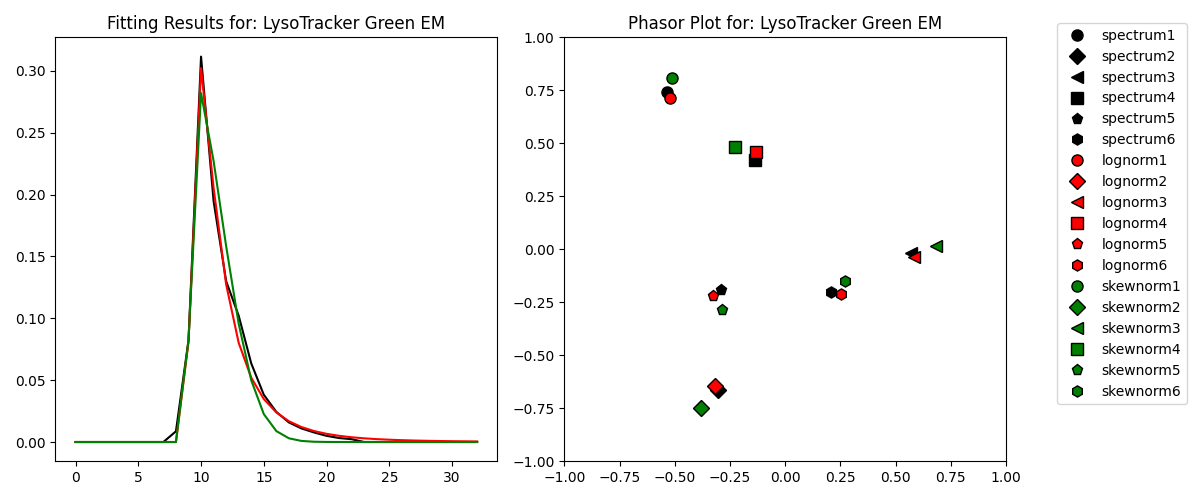 Fitting Results for: LysoTracker Green EM
0.30
0.25
0.20
0.15
0.10
0.05
0.00
0
5
10
15
20
25
30
Phasor Plot for: LysoTracker Green EM
1.00
0.75
0.50
0.25
0.00
−0.25
−0.50
−0.75
−1.00
−1.00
−0.75
−0.50
−0.25
0.00
0.25
0.50
0.75
1.00
spectrum1
spectrum2
spectrum3
spectrum4
spectrum5
spectrum6
lognorm1
lognorm2
lognorm3
lognorm4
lognorm5
lognorm6
skewnorm1
skewnorm2
skewnorm3
skewnorm4
skewnorm5
skewnorm6